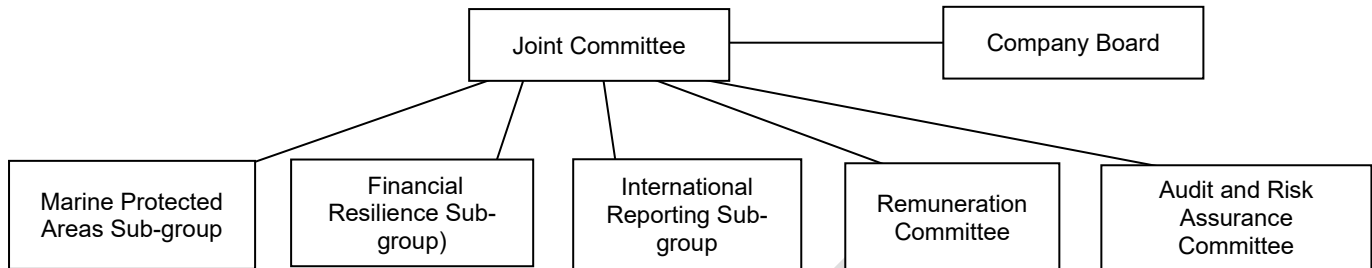 Joint Committee
Company Board
Marine Protected
Areas Sub-group
Financial
Resilience Sub-
group)
International
Reporting Sub-
group
Remuneration
Committee
Audit and Risk
Assurance
Committee